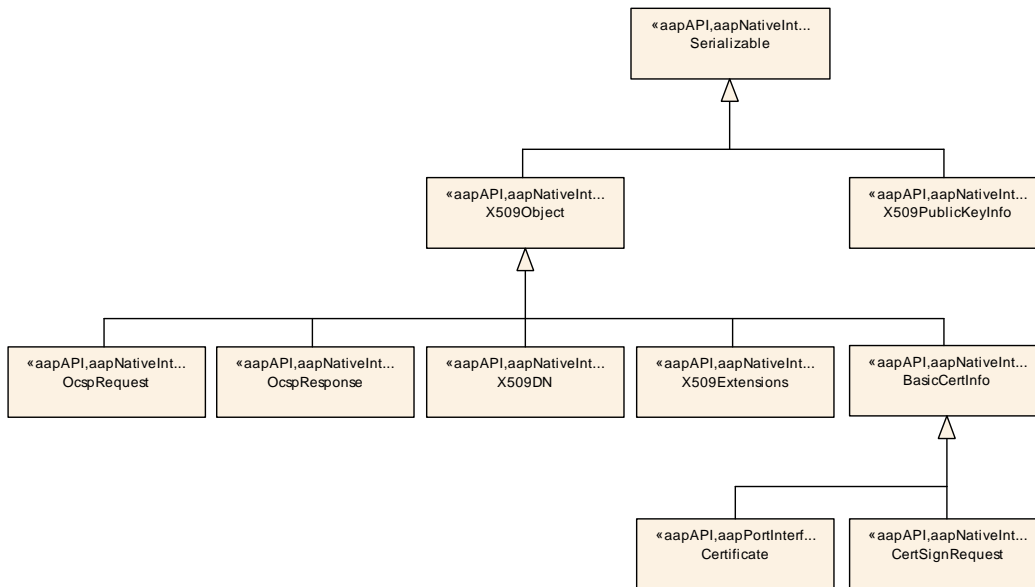 «aapAPI,aapNativeInt...
Serializable
«aapAPI,aapNativeInt...
X509Object
«aapAPI,aapNativeInt...
X509PublicKeyInfo
«aapAPI,aapNativeInt...
OcspRequest
«aapAPI,aapNativeInt...
OcspResponse
«aapAPI,aapNativeInt...
X509DN
«aapAPI,aapNativeInt...
X509Extensions
«aapAPI,aapNativeInt...
BasicCertInfo
«aapAPI,aapPortInterf...
Certificate
«aapAPI,aapNativeInt...
CertSignRequest